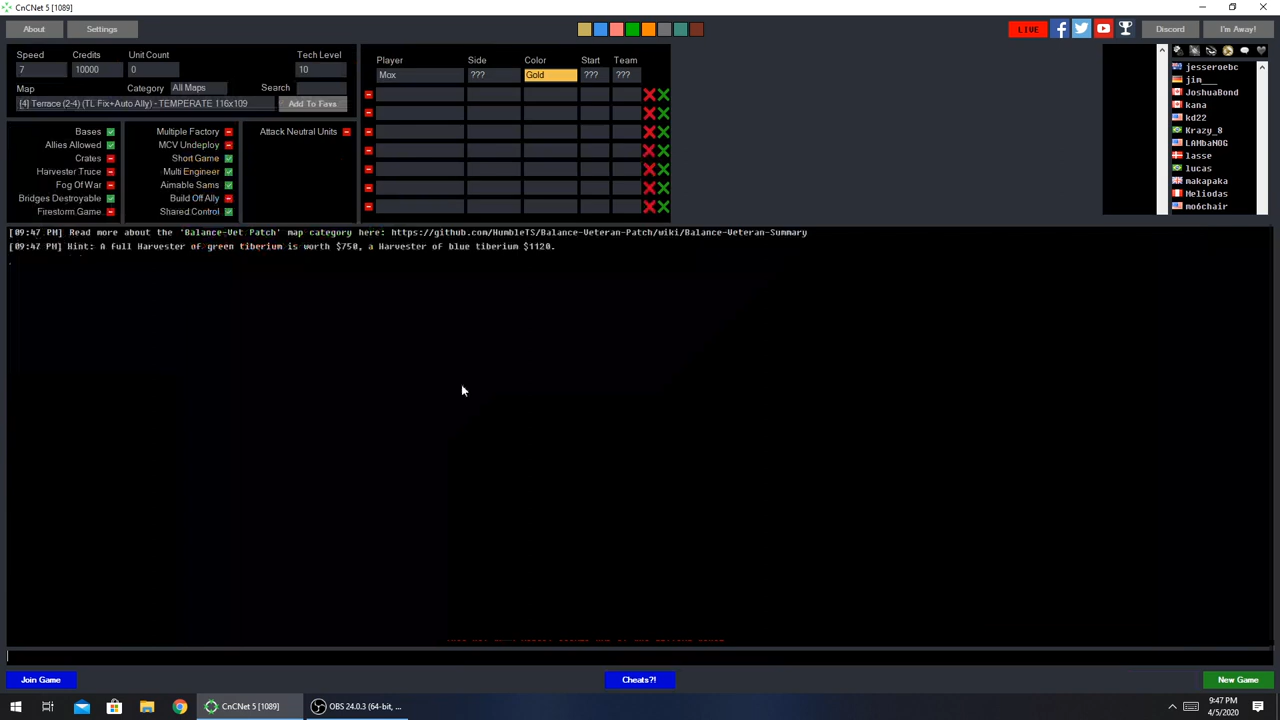 CnCNet 5 [1089]
About Settings LIVE Discord I'm Away!
Speed Credits Unit Count Tech Level
7 10000 0 10
Map Category All Maps Search
[4] Terrace (2-4) (TL Fix+Auto Ally) - TEMPERATE 116x109 Add To Favs
Bases
Allies Allowed
Crates
Harvester Truce
Fog Of War
Bridges Destroyable
Firestorm Game
Multiple Factory
MCV Undeploy
Short Game
Multi Engineer
Aimable Sams
Build Off Ally
Shared Control
Attack Neutral Units
Player Side Color Start Team
Max ??? Gold ??? ???
jesseroebc
jim___
JoshuaBond
kana
kd22
Krazy_8
LAMbaNOG
lasse
lucas
makapaka
Meliodas
mo6chair
[09:47 PM] Read more about the 'Balance-Vet Patch' map category here: https://github.com/HumbleTS/Balance-Veteran-Patch/wiki/Balance-Veteran-Summary
[09:47 PM] Hint: A full Harvester of green tiberium is worth $750, a Harvester of blue tiberium $1120.
Join Game Cheats?! New Game
CnCNet 5 [1089] OBS 24.0.3 (64-bit, ... 9:47 PM
4/5/2020